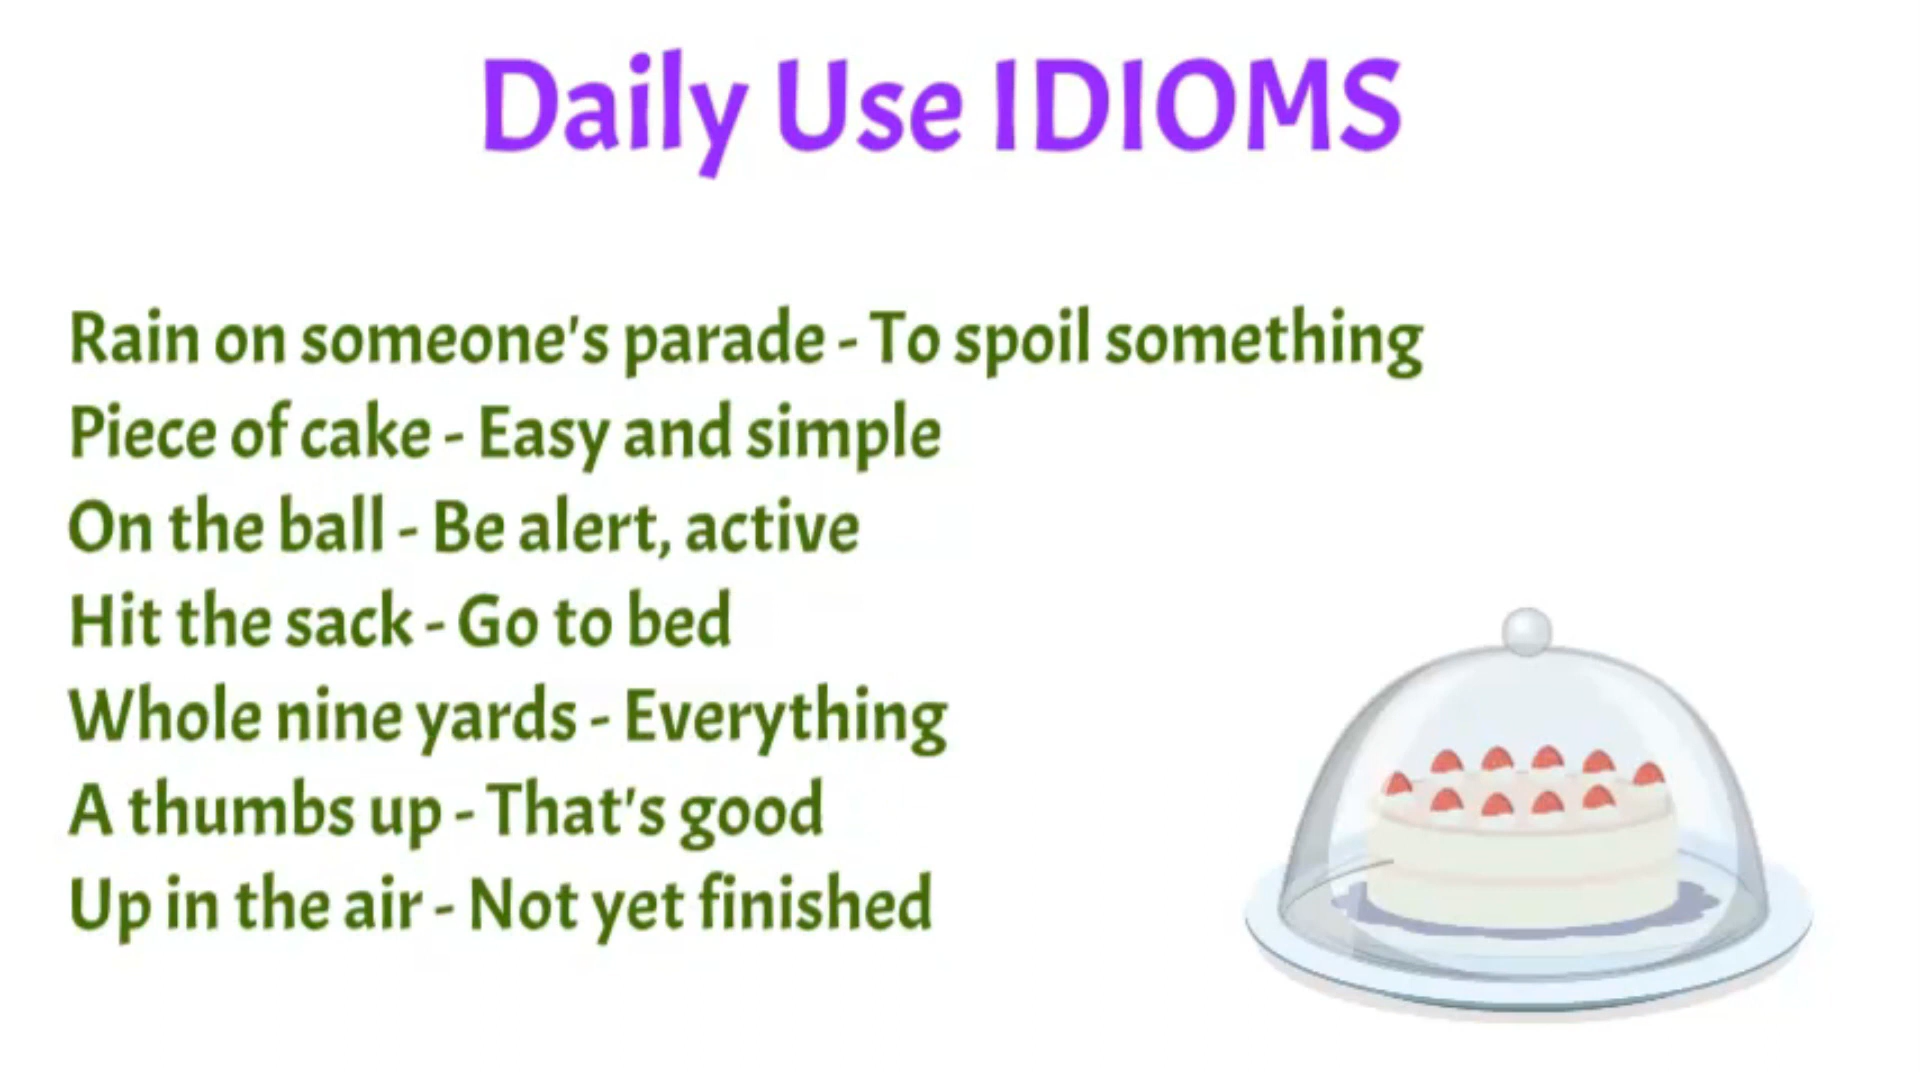 Daily Use IDIOMS
Rain on someone's parade - To spoil something
Piece of cake - Easy and simple
On the ball - Be alert, active
Hit the sack - Go to bed
Whole nine yards - Everything
A thumbs up - That's good
Up in the air - Not yet finished